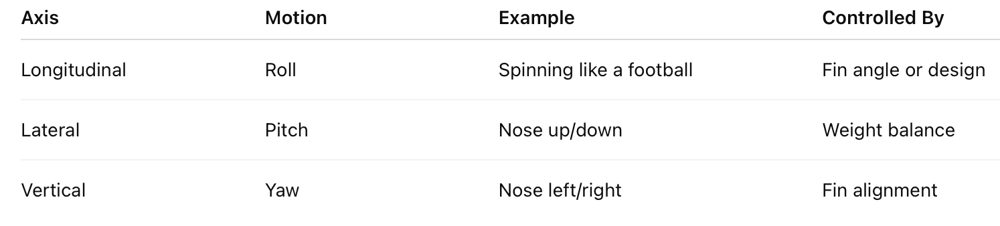 Axis Motion Example Controlled By
Longitudinal Roll Spinning like a football Fin angle or design
Lateral Pitch Nose up/down Weight balance
Vertical Yaw Nose left/right Fin alignment